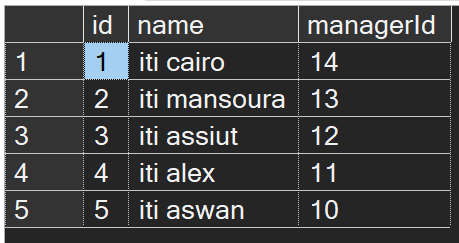 id name managerId
1 1 iti cairo 14
2 2 iti mansoura 13
3 3 iti assiut 12
4 4 iti alex 11
5 5 iti aswan 10